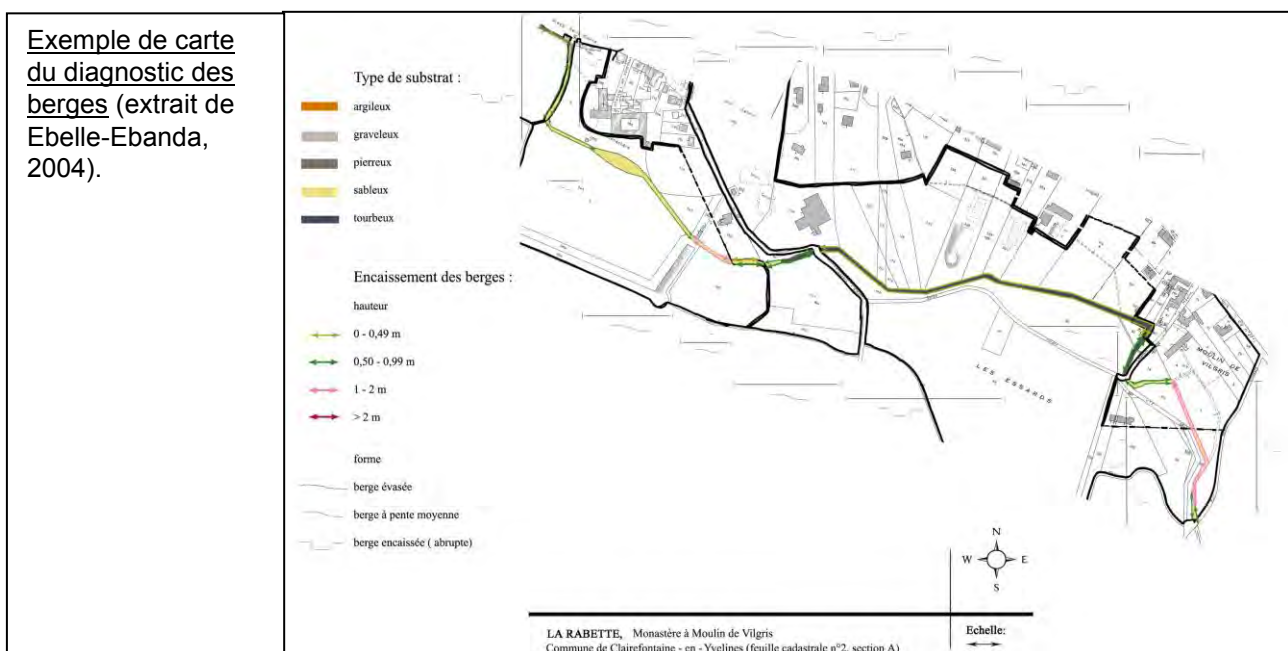 Exemple de carte
du diagnostic des
berges (extrait de
Ebelle-Ebanda,
2004).
Type de substrat :
argileux
graveleux
pierreux
sableux
tourbeux
Encaissement des berges :
hauteur
0 - 0,49 m
0,50 - 0,99 m
1 - 2 m
> 2 m
forme
berge évasée
berge à pente moyenne
berge encaissée ( abrupte)
MOULIN DE
VILGRIS
LES ESSARDS
N
W E
S
LA RABETTE, Monastère à Moulin de Vilgris
Commune de Clairefontaine - en - Yvelines (feuille cadastrale n°2, section A)
Echelle: